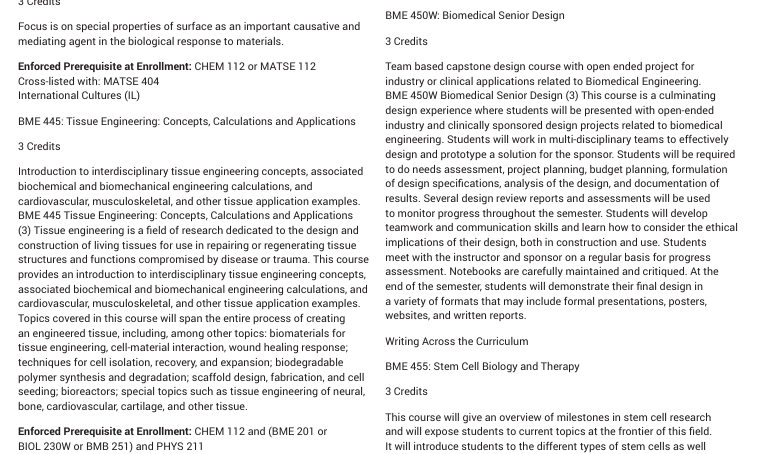 3 Credits
Focus is on special properties of surface as an important causative and
mediating agent in the biological response to materials.
Enforced Prerequisite at Enrollment: CHEM 112 or MATSE 112
Cross-listed with: MATSE 404
International Cultures (IL)
BME 445: Tissue Engineering: Concepts, Calculations and Applications
3 Credits
Introduction to interdisciplinary tissue engineering concepts, associated
biochemical and biomechanical engineering calculations, and
cardiovascular, musculoskeletal, and other tissue application examples.
BME 445 Tissue Engineering: Concepts, Calculations and Applications
(3) Tissue engineering is a field of research dedicated to the design and
construction of living tissues for use in repairing or regenerating tissue
structures and functions compromised by disease or trauma. This course
provides an introduction to interdisciplinary tissue engineering concepts,
associated biochemical and biomechanical engineering calculations, and
cardiovascular, musculoskeletal, and other tissue application examples.
Topics covered in this course will span the entire process of creating
an engineered tissue, including, among other topics: biomaterials for
tissue engineering, cell-material interaction, wound healing response;
techniques for cell isolation, recovery, and expansion; biodegradable
polymer synthesis and degradation; scaffold design, fabrication, and cell
seeding; bioreactors; special topics such as tissue engineering of neural,
bone, cardiovascular, cartilage, and other tissue.
Enforced Prerequisite at Enrollment: CHEM 112 and (BME 201 or
BIOL 230W or BMB 251) and PHYS 211
BME 450W: Biomedical Senior Design
3 Credits
Team based capstone design course with open ended project for
industry or clinical applications related to Biomedical Engineering.
BME 450W Biomedical Senior Design (3) This course is a culminating
design experience where students will be presented with open-ended
industry and clinically sponsored design projects related to biomedical
engineering. Students will work in multi-disciplinary teams to effectively
design and prototype a solution for the sponsor. Students will be required
to do needs assessment, project planning, budget planning, formulation
of design specifications, analysis of the design, and documentation of
results. Several design review reports and assessments will be used
to monitor progress throughout the semester. Students will develop
teamwork and communication skills and learn how to consider the ethical
implications of their design, both in construction and use. Students
meet with the instructor and sponsor on a regular basis for progress
assessment. Notebooks are carefully maintained and critiqued. At the
end of the semester, students will demonstrate their final design in
a variety of formats that may include formal presentations, posters,
websites, and written reports.
Writing Across the Curriculum
BME 455: Stem Cell Biology and Therapy
3 Credits
This course will give an overview of milestones in stem cell research
and will expose students to current topics at the frontier of this field.
It will introduce students to the different types of stem cells as well